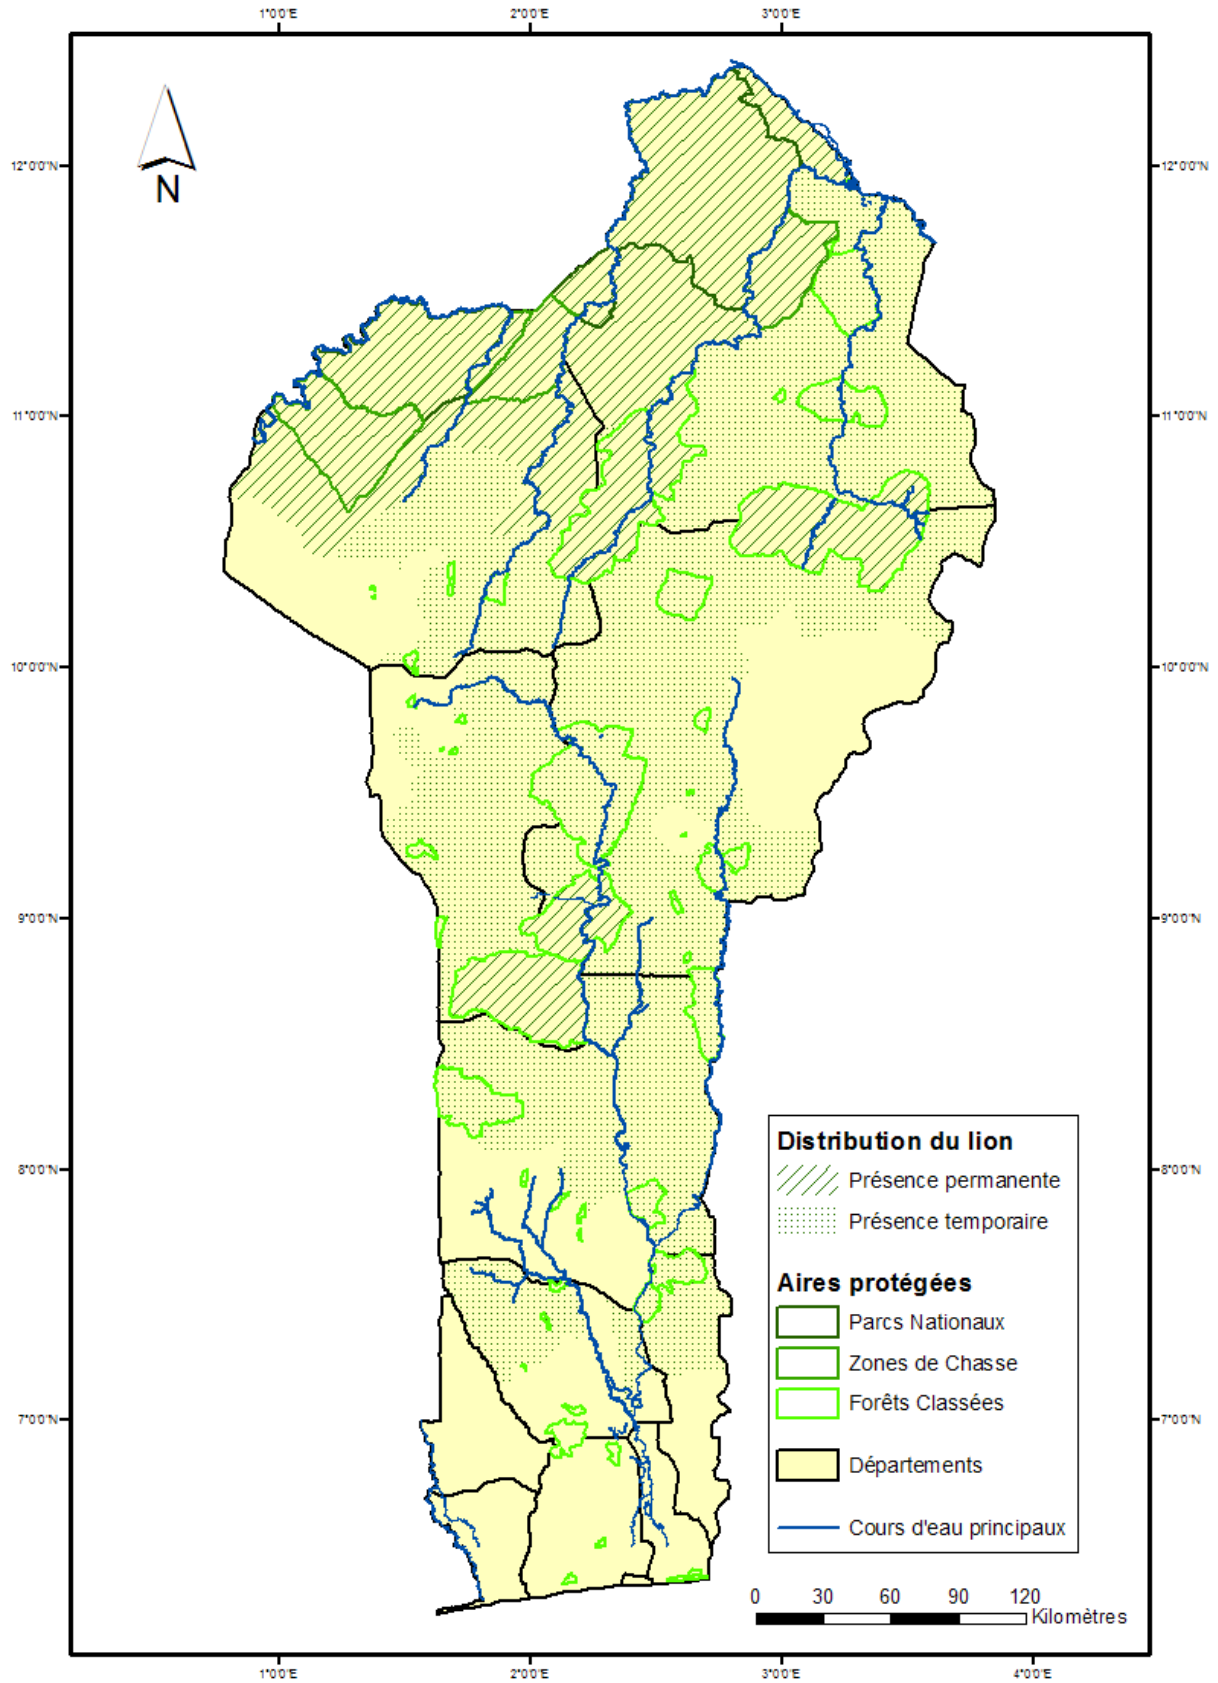 1°0'0"E 2°0'0"E 3°0'0"E
N
12°0'0"N 12°0'0"N
11°0'0"N 11°0'0"N
10°0'0"N 10°0'0"N
9°0'0"N 9°0'0"N
8°0'0"N 8°0'0"N
7°0'0"N 7°0'0"N
Distribution du lion
Présence permanente
Présence temporaire
Aires protégées
Parcs Nationaux
Zones de Chasse
Forêts Classées
Départements
Cours d'eau principaux
0 30 60 90 120
Kilomètres
1°0'0"E 2°0'0"E 3°0'0"E 4°0'0"E